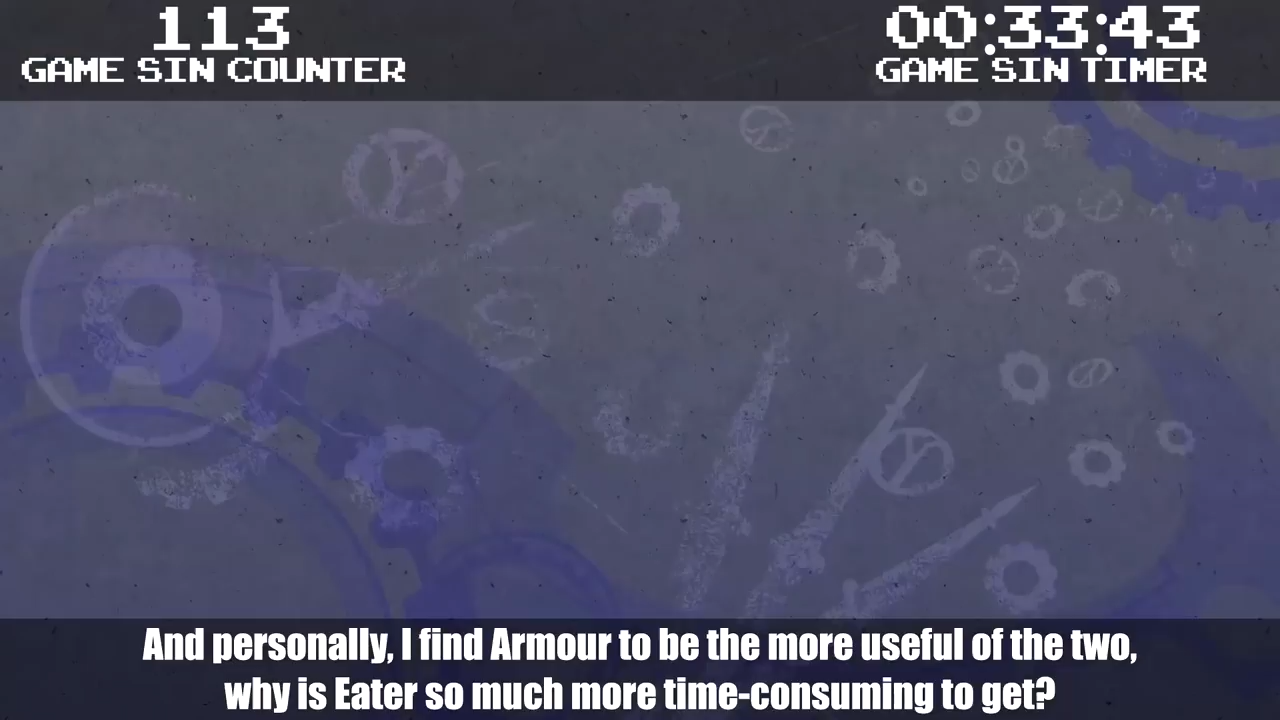 113
GAME SIN COUNTER
00:33:43
GAME SIN TIMER
And personally, I find Armour to be the more useful of the two,
why is Eater so much more time-consuming to get?